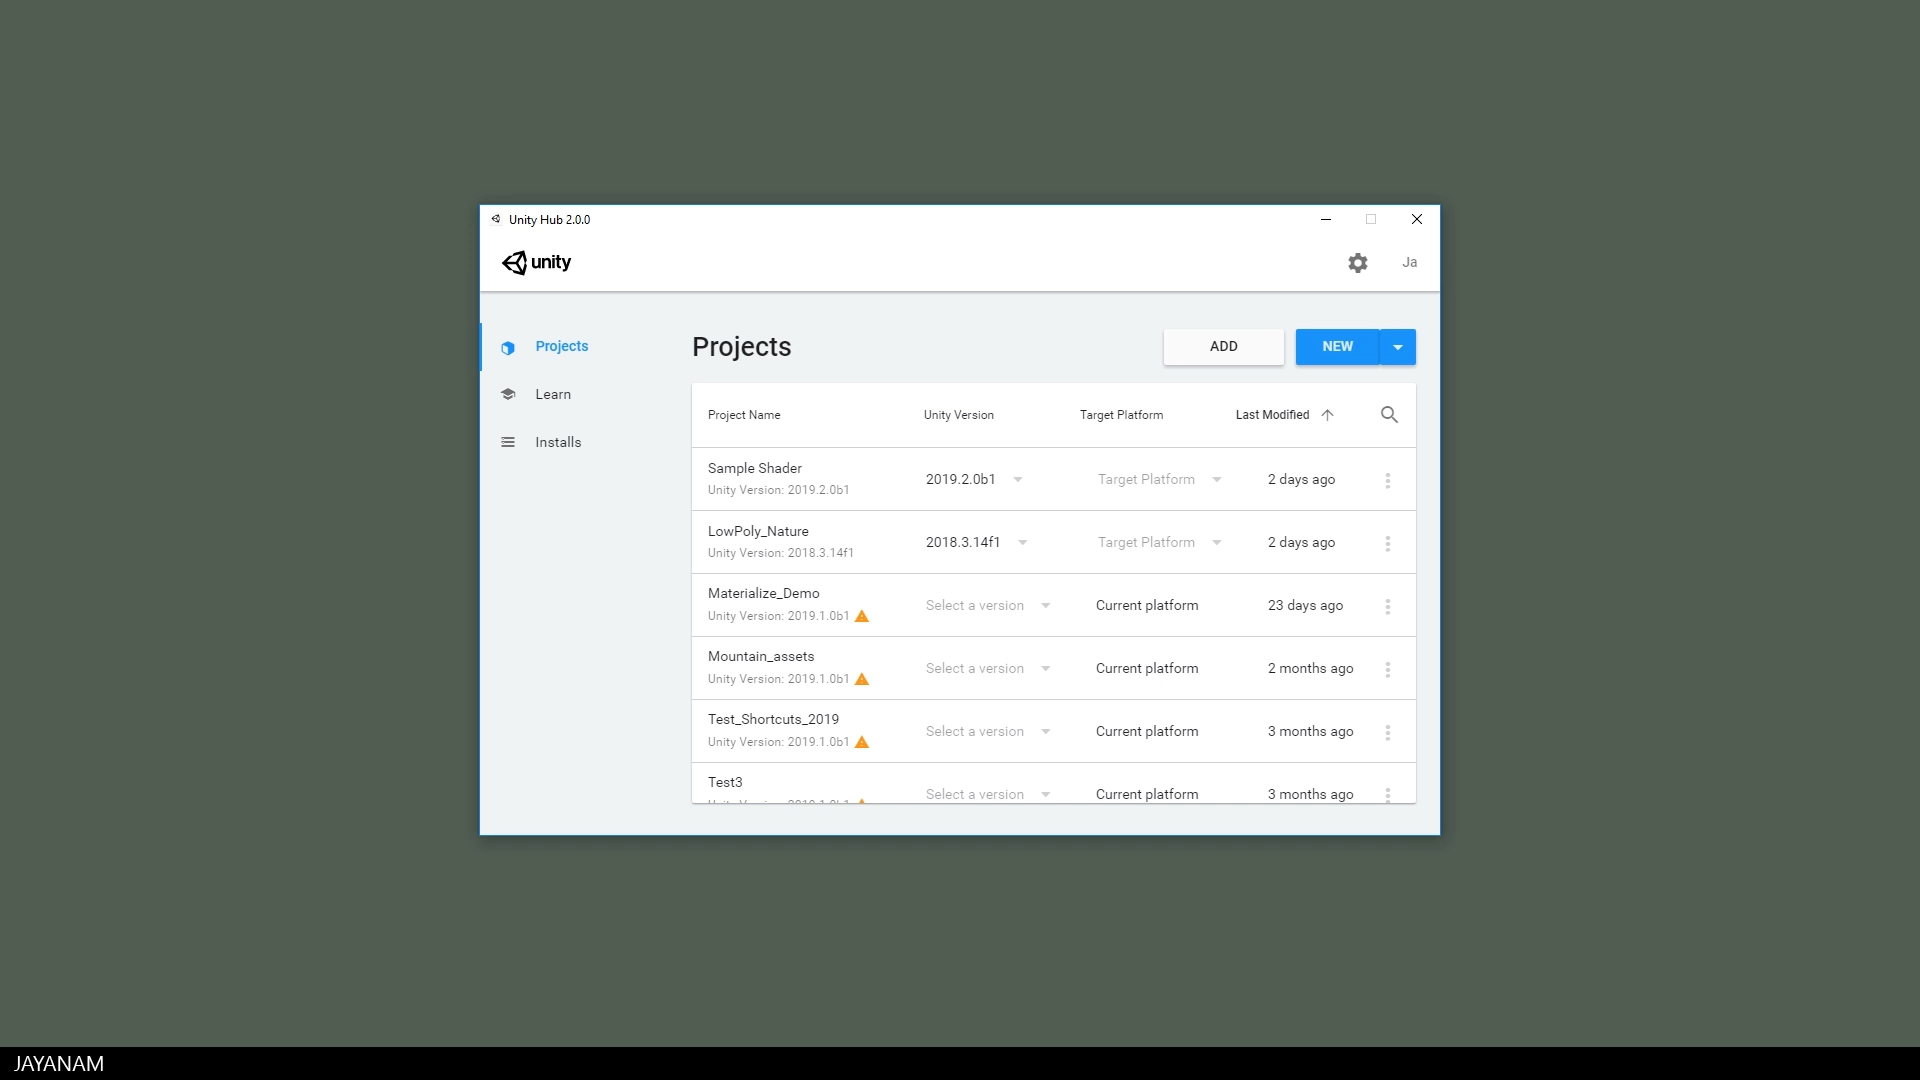 Unity Hub 2.0.0
unity
Ja
Projects
Learn
Installs
Projects
ADD
NEW
Project Name Unity Version Target Platform Last Modified
Sample Shader
Unity Version: 2019.2.0b1
2019.2.0b1 Target Platform 2 days ago
LowPoly_Nature
Unity Version: 2018.3.14f1
2018.3.14f1 Target Platform 2 days ago
Materialize_Demo
Unity Version: 2019.1.0b1
Select a version Current platform 23 days ago
Mountain_assets
Unity Version: 2019.1.0b1
Select a version Current platform 2 months ago
Test_Shortcuts_2019
Unity Version: 2019.1.0b1
Select a version Current platform 3 months ago
Test3
Select a version Current platform 3 months ago
JAYANAM